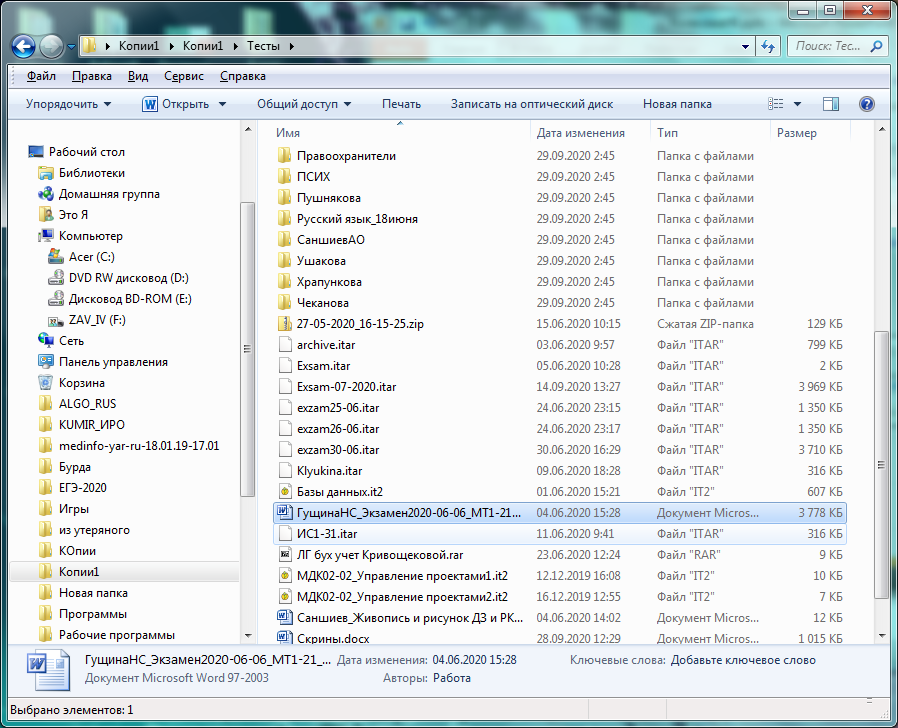 Копии1 Копии1 Тесты Поиск: Тес...
Файл Правка Вид Сервис Справка
Упорядочить Открыть Общий доступ Печать Записать на оптический диск Новая папка
Рабочий стол
Библиотеки
Домашняя группа
Это Я
Компьютер
Acer (C:)
DVD RW дисковод (D:)
Дисковод BD-ROM (E:)
ZAV_IV (F:)
Сеть
Панель управления
Корзина
ALGO_RUS
KUMIR_ИРО
medinfo-yar-ru-18.01.19-17.01
Бурда
ЕГЭ-2020
Игры
из утеряного
КОпии
Копии1
Новая папка
Программы
Рабочие программы
Имя Дата изменения Тип Размер
Правоохранители 29.09.2020 2:45 Папка с файлами
ПСИХ 29.09.2020 2:45 Папка с файлами
Пушнякова 29.09.2020 2:45 Папка с файлами
Русский язык_18июня 29.09.2020 2:45 Папка с файлами
СаншиевАО 29.09.2020 2:45 Папка с файлами
Ушакова 29.09.2020 2:45 Папка с файлами
Храпункова 29.09.2020 2:45 Папка с файлами
Чеканова 29.09.2020 2:45 Папка с файлами
27-05-2020_16-15-25.zip 15.06.2020 10:15 Сжатая ZIP-папка 129 КБ
archive.itar 03.06.2020 9:57 Файл "ITAR" 799 КБ
Exsam.itar 05.06.2020 10:28 Файл "ITAR" 2 КБ
Exsam-07-2020.itar 14.09.2020 13:27 Файл "ITAR" 3 969 КБ
exzam25-06.itar 24.06.2020 23:15 Файл "ITAR" 1 350 КБ
exzam26-06.itar 24.06.2020 23:17 Файл "ITAR" 1 350 КБ
exzam30-06.itar 30.06.2020 16:29 Файл "ITAR" 3 710 КБ
Klyukina.itar 09.06.2020 18:28 Файл "ITAR" 316 КБ
Базы данных.it2 01.06.2020 15:21 Файл "IT2" 607 КБ
ГущинаНС_Экзамен2020-06-06_МТ1-21... 04.06.2020 15:28 Документ Micros... 3 778 КБ
ИС1-31.itar 11.06.2020 9:41 Файл "ITAR" 316 КБ
ЛГ бух учет Кривощековой.rar 23.06.2020 12:24 Файл "RAR" 9 КБ
МДК02-02_Управление проектами1.it2 12.12.2019 16:08 Файл "IT2" 10 КБ
МДК02-02_Управление проектами2.it2 16.12.2019 12:55 Файл "IT2" 7 КБ
Саншиев_Живопись и рисунок ДЗ и РК... 04.06.2020 14:02 Документ Micros... 12 КБ
Скрины.docx 28.09.2020 12:29 Документ Micros... 1 015 КБ
ГущинаНС_Экзамен2020-06-06_МТ1-21_... Дата изменения: 04.06.2020 15:28 Ключевые слова: Добавьте ключевое слово
Документ Microsoft Word 97-2003 Авторы: Работа
Выбрано элементов: 1